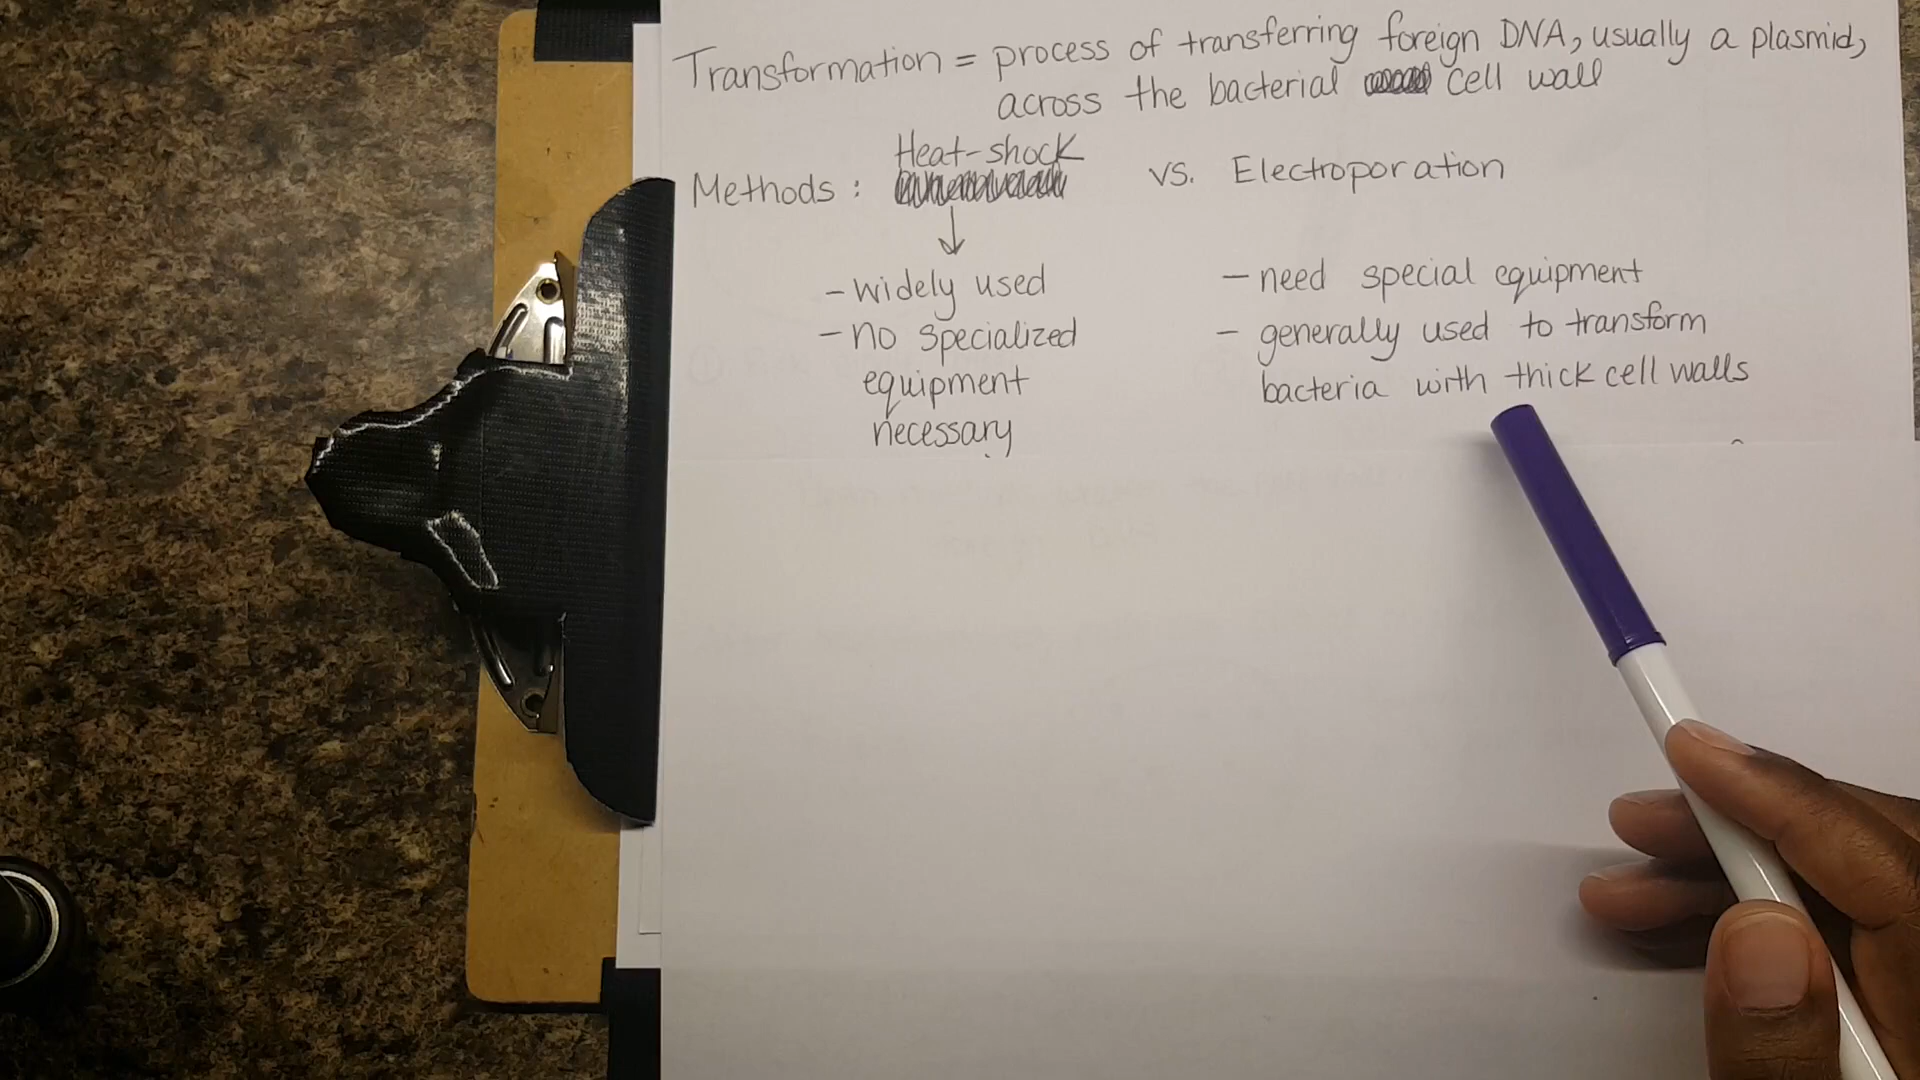 Transformation = process of transferring foreign DNA, usually a plasmid,
across the bacterial cell wall
Heat-shock
Methods : vs. Electroporation
- widely used
- no specialized
equipment
necessary
- need special equipment
- generally used to transform
bacteria with thick cell walls